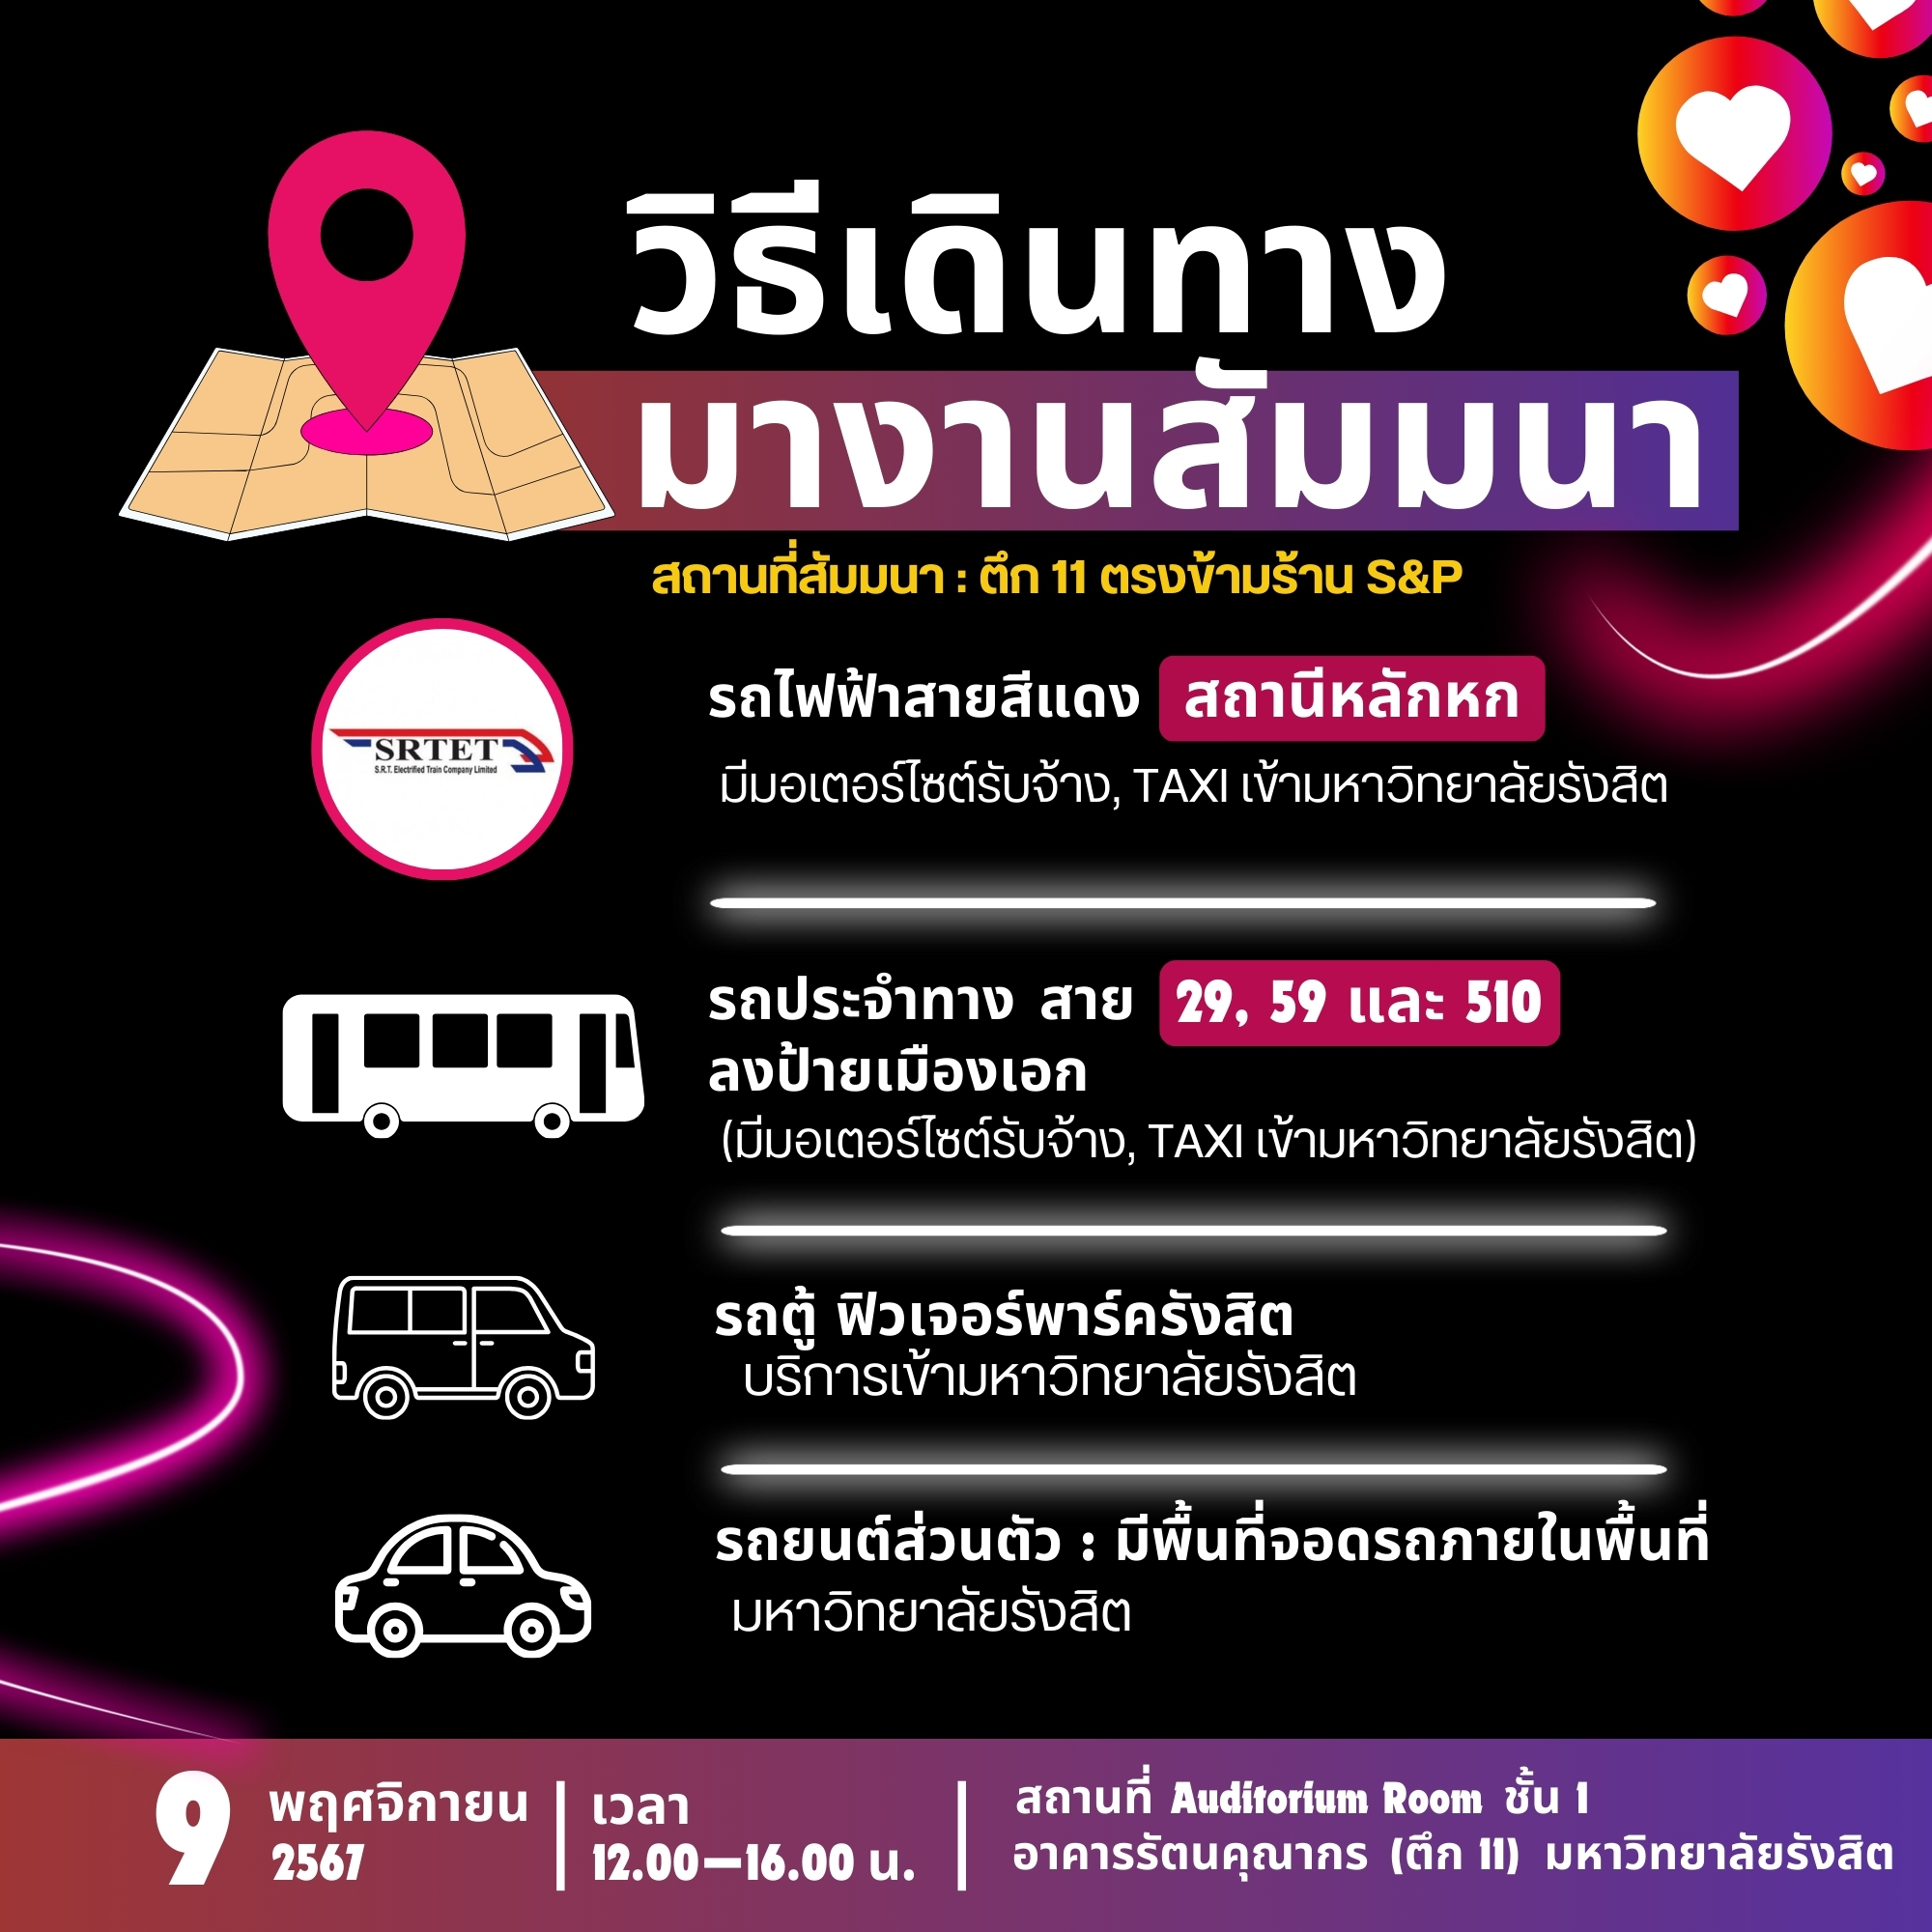 วิธีเดินทาง
มางานสัมมนา
สถานที่สัมมนา : ตึก 11 ตรงข้ามร้าน S&P
SRTET
S.R.T. Electrified Train Company Limited
รถไฟฟ้าสายสีแดง สถานีหลักหก
มีมอเตอร์ไซต์รับจ้าง, TAXI เข้ามหาวิทยาลัยรังสิต
รถประจำทาง สาย 29, 59 และ 510
ลงป้ายเมืองเอก
(มีมอเตอร์ไซต์รับจ้าง, TAXI เข้ามหาวิทยาลัยรังสิต)
รถตู้ ฟิวเจอร์พาร์ครังสิต
บริการเข้ามหาวิทยาลัยรังสิต
รถยนต์ส่วนตัว : มีพื้นที่จอดรถภายในพื้นที่
มหาวิทยาลัยรังสิต
9 พฤศจิกายน
2567
เวลา
12.00–16.00 น.
สถานที่ Auditorium Room ชั้น 1
อาคารรัตนคุณากร (ตึก 11) มหาวิทยาลัยรังสิต